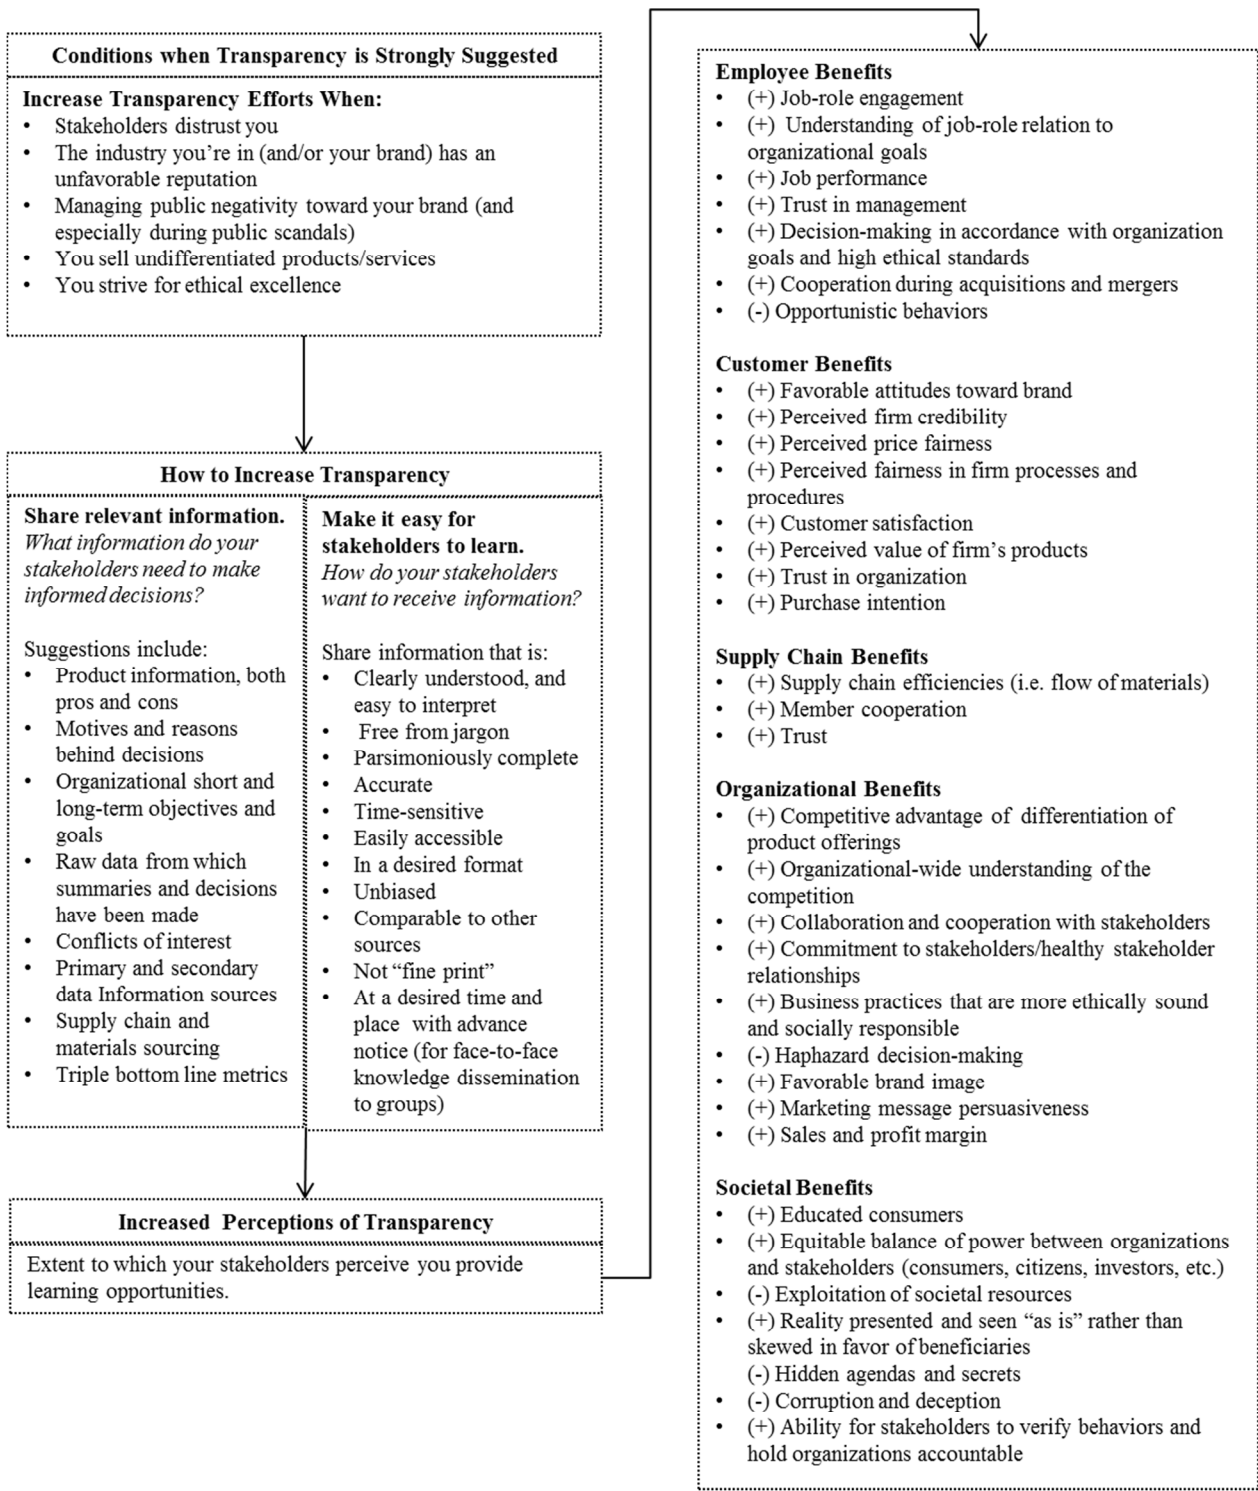 Conditions when Transparency is Strongly Suggested
Increase Transparency Efforts When:
• Stakeholders distrust you
• The industry you're in (and/or your brand) has an
unfavorable reputation
• Managing public negativity toward your brand (and
especially during public scandals)
• You sell undifferentiated products/services
• You strive for ethical excellence
How to Increase Transparency
Share relevant information.
What information do your
stakeholders need to make
informed decisions?
Suggestions include:
• Product information, both
pros and cons
• Motives and reasons
behind decisions
• Organizational short and
long-term objectives and
goals
• Raw data from which
summaries and decisions
have been made
• Conflicts of interest
• Primary and secondary
data Information sources
• Supply chain and
materials sourcing
• Triple bottom line metrics
Make it easy for
stakeholders to learn.
How do your stakeholders
want to receive information?
Share information that is:
• Clearly understood, and
easy to interpret
• Free from jargon
• Parsimoniously complete
• Accurate
• Time-sensitive
• Easily accessible
• In a desired format
• Unbiased
• Comparable to other
sources
• Not “fine print”
• At a desired time and
place with advance
notice (for face-to-face
knowledge dissemination
to groups)
Increased Perceptions of Transparency
Extent to which your stakeholders perceive you provide
learning opportunities.
Employee Benefits
• (+) Job-role engagement
• (+) Understanding of job-role relation to
organizational goals
• (+) Job performance
• (+) Trust in management
• (+) Decision-making in accordance with organization
goals and high ethical standards
• (+) Cooperation during acquisitions and mergers
• (-) Opportunistic behaviors
Customer Benefits
• (+) Favorable attitudes toward brand
• (+) Perceived firm credibility
• (+) Perceived price fairness
• (+) Perceived fairness in firm processes and
procedures
• (+) Customer satisfaction
• (+) Perceived value of firm's products
• (+) Trust in organization
• (+) Purchase intention
Supply Chain Benefits
• (+) Supply chain efficiencies (i.e. flow of materials)
• (+) Member cooperation
• (+) Trust
Organizational Benefits
• (+) Competitive advantage of differentiation of
product offerings
• (+) Organizational-wide understanding of the
competition
• (+) Collaboration and cooperation with stakeholders
• (+) Commitment to stakeholders/healthy stakeholder
relationships
• (+) Business practices that are more ethically sound
and socially responsible
• (-) Haphazard decision-making
• (+) Favorable brand image
• (+) Marketing message persuasiveness
• (+) Sales and profit margin
Societal Benefits
• (+) Educated consumers
• (+) Equitable balance of power between organizations
and stakeholders (consumers, citizens, investors, etc.)
• (-) Exploitation of societal resources
• (+) Reality presented and seen “as is” rather than
skewed in favor of beneficiaries
(-) Hidden agendas and secrets
• (-) Corruption and deception
• (+) Ability for stakeholders to verify behaviors and
hold organizations accountable